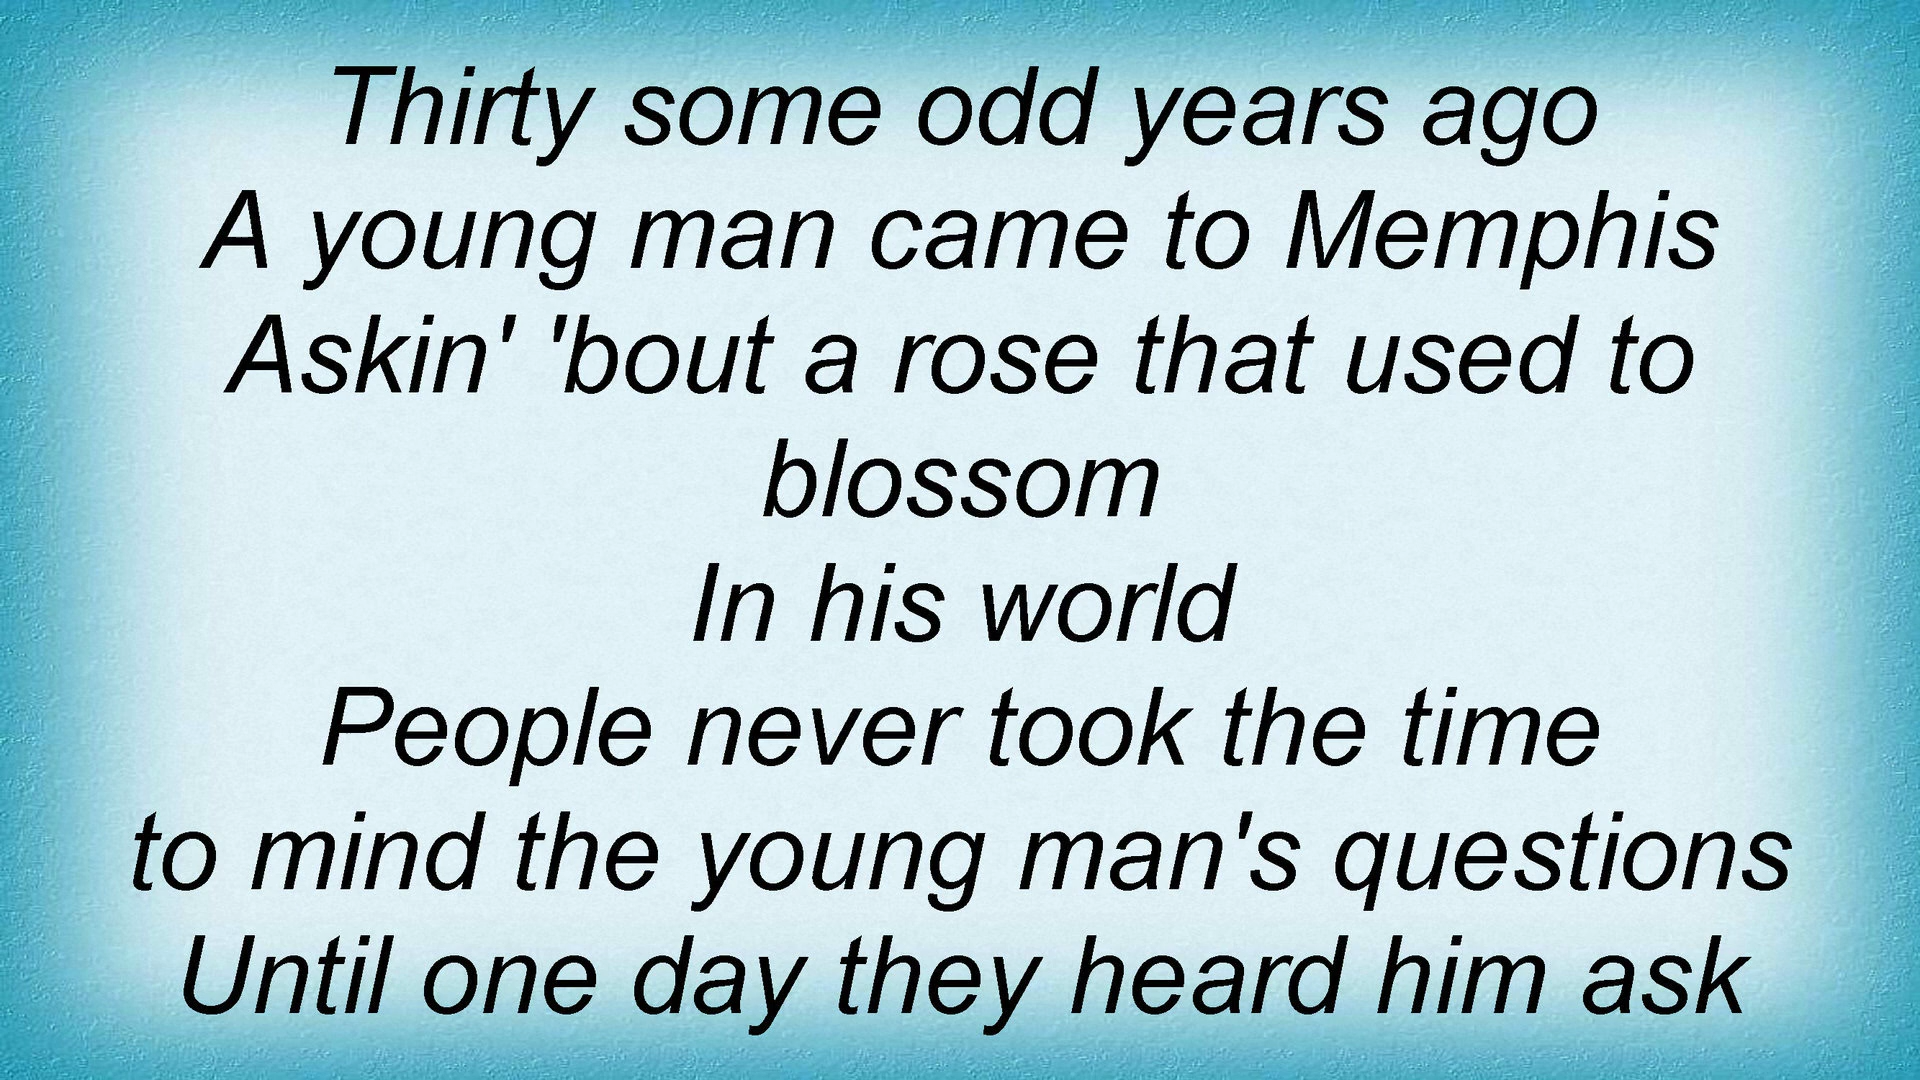 Thirty some odd years ago
A young man came to Memphis
Askin' 'bout a rose that used to
blossom
In his world
People never took the time
to mind the young man's questions
Until one day they heard him ask